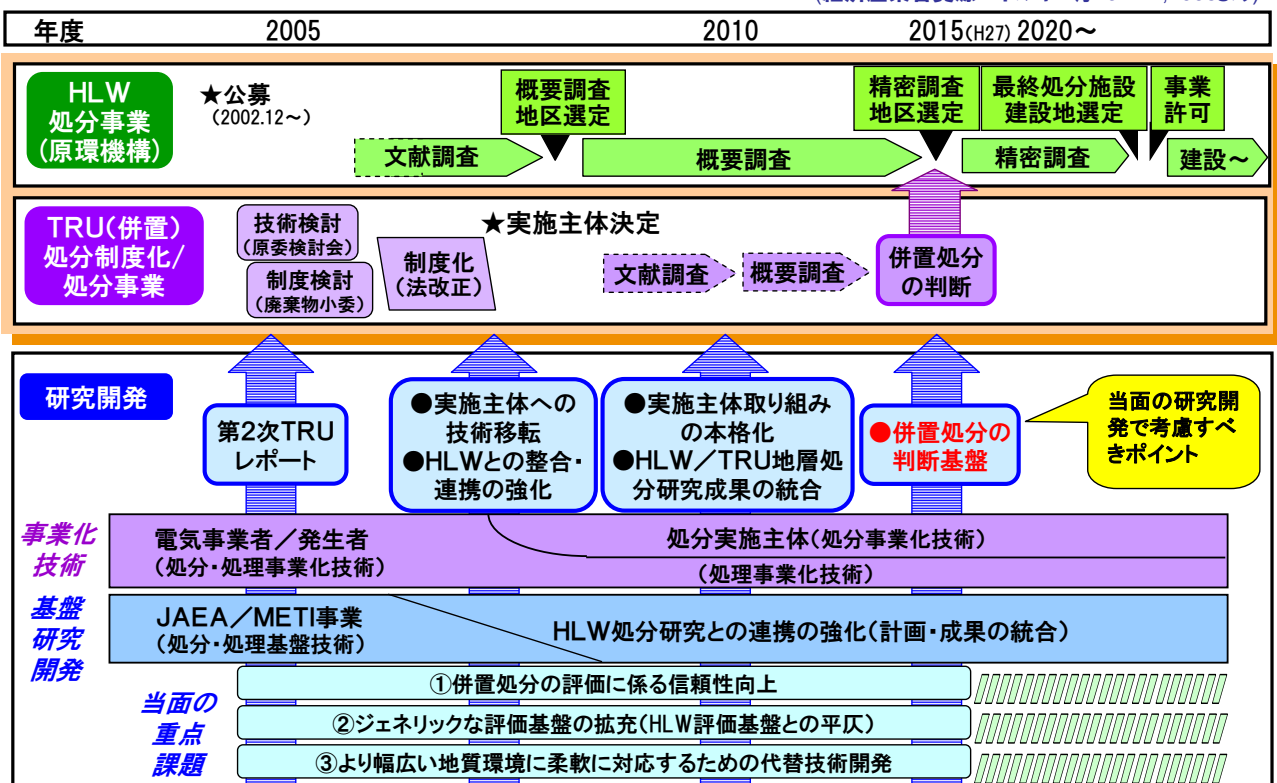 年度
2005
2010
2015(H27) 2020～
HLW
処分事業
(原環機構)
★公募
(2002.12～)
概要調査
地区選定
精密調査
地区選定
最終処分施設
建設地選定
事業
許可
文献調査
概要調査
精密調査
建設～
TRU(併置)
処分制度化/
処分事業
技術検討
(原委検討会)
制度検討
(廃棄物小委)
制度化
(法改正)
★実施主体決定
文献調査
概要調査
併置処分
の判断
研究開発
第2次TRU
レポート
●実施主体への
技術移転
●HLWとの整合・
連携の強化
●実施主体取り組み
の本格化
●HLW／TRU地層処
分研究成果の統合
●併置処分の
判断基盤
当面の研究開
発で考慮すべ
きポイント
事業化
技術
電気事業者／発生者
(処分・処理事業化技術)
処分実施主体(処分事業化技術)
(処理事業化技術)
基盤
研究
開発
JAEA／METI事業
(処分・処理基盤技術)
HLW処分研究との連携の強化(計画・成果の統合)
当面の
重点
課題
①併置処分の評価に係る信頼性向上
②ジェネリックな評価基盤の拡充(HLW評価基盤との平仄)
③より幅広い地質環境に柔軟に対応するための代替技術開発